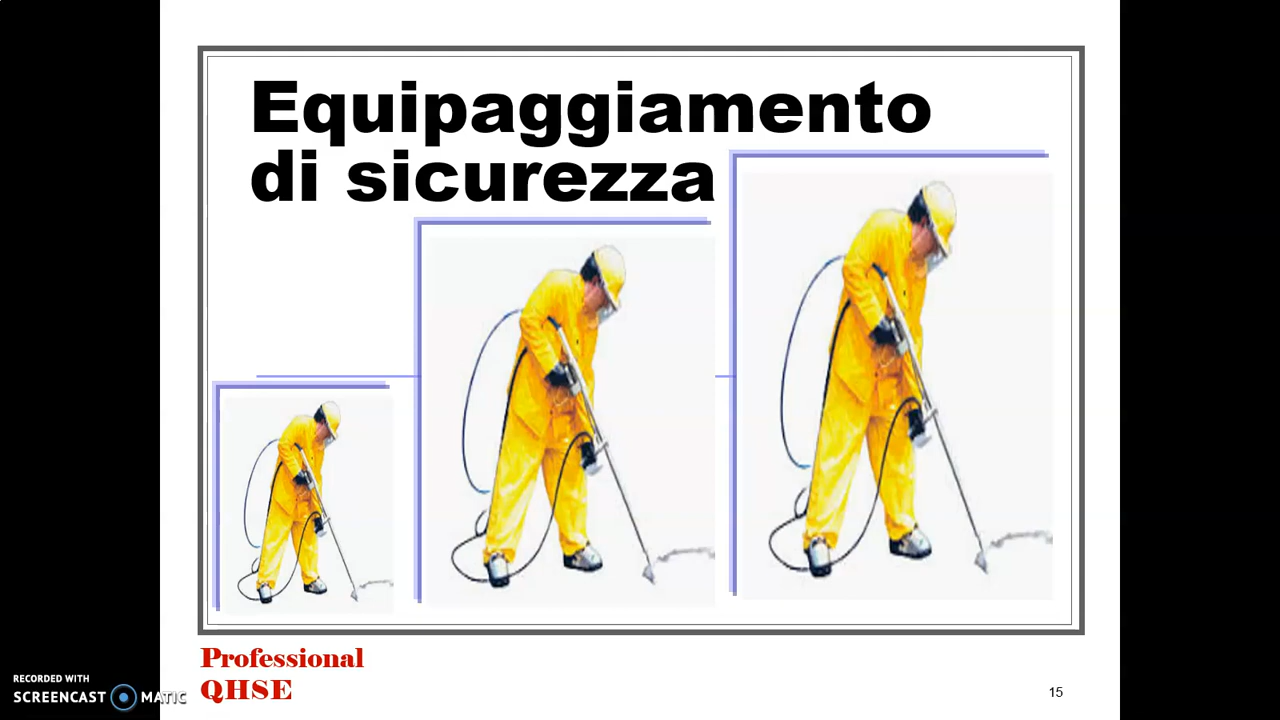 Equipaggiamento
di sicurezza
Professional
QHSE
15
RECORDED WITH
SCREENCAST MATIC